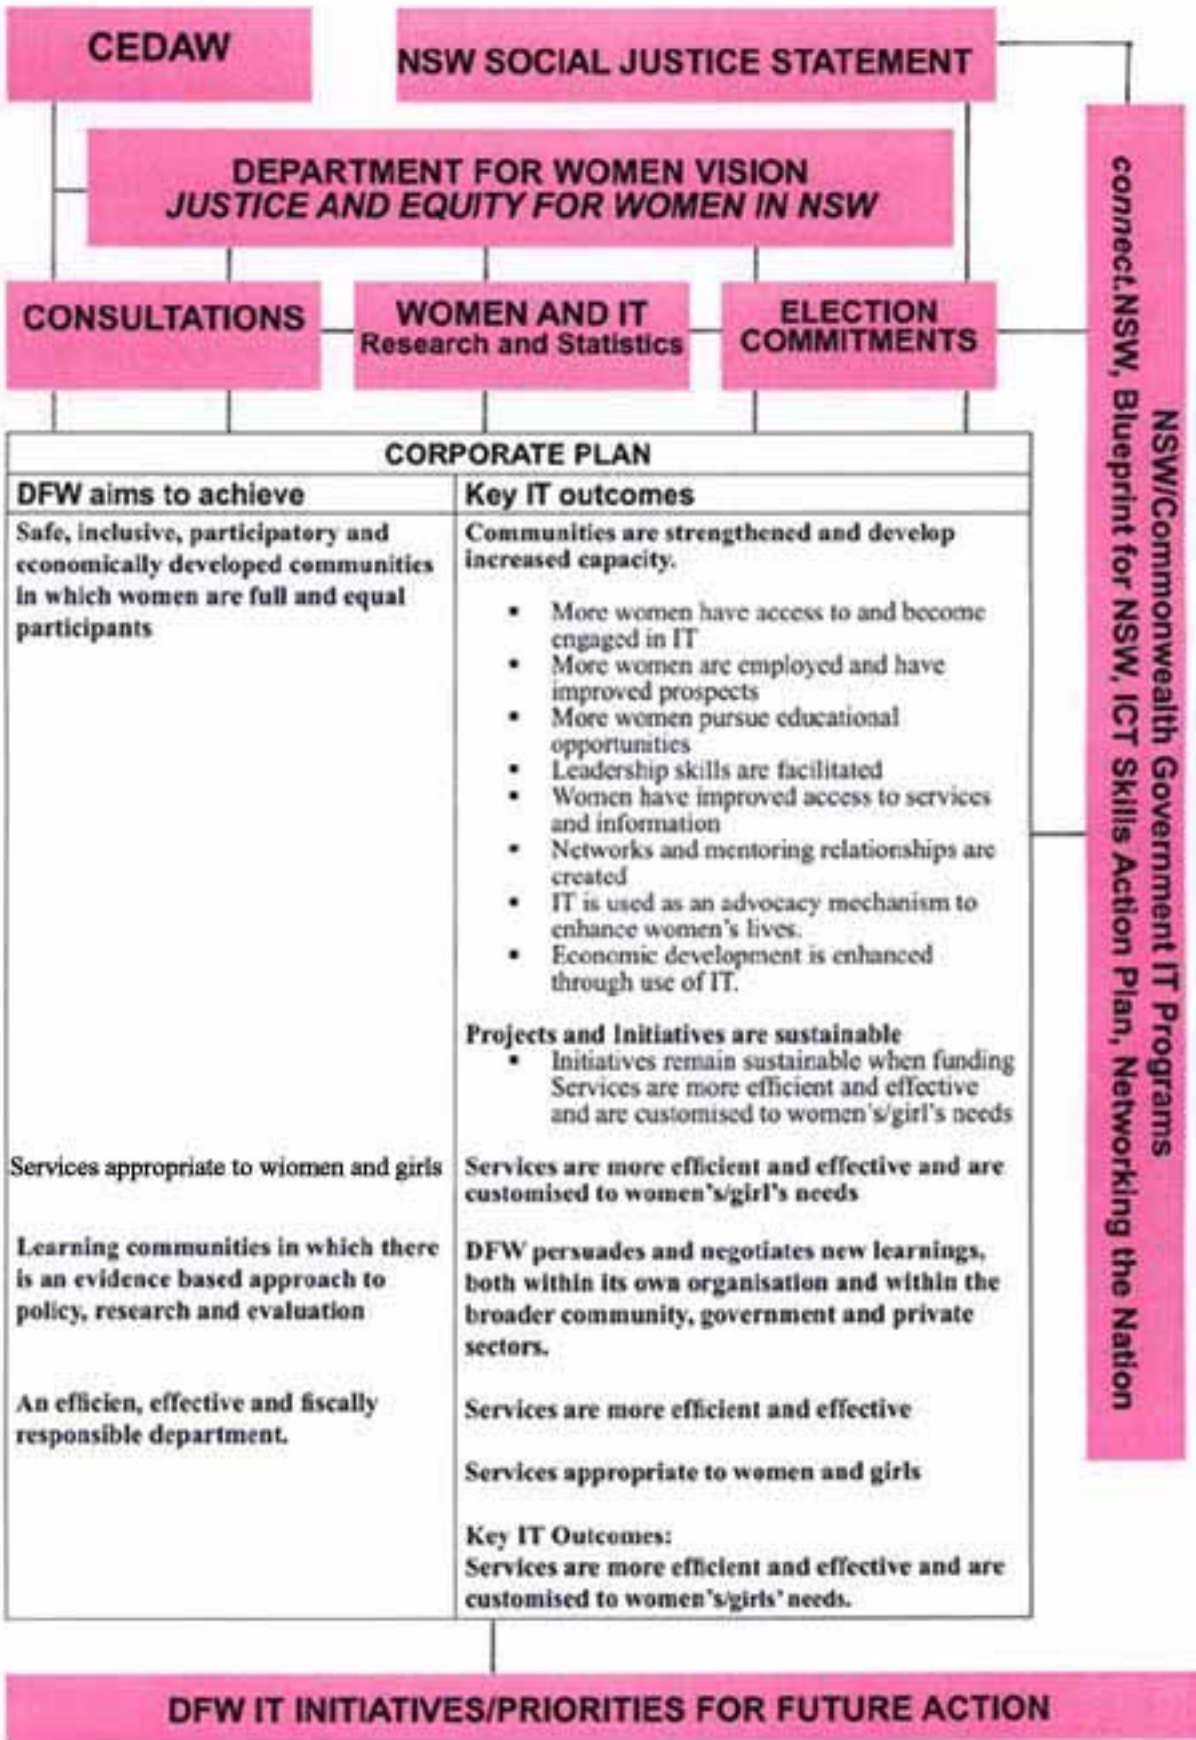 CEDAW
NSW SOCIAL JUSTICE STATEMENT
DEPARTMENT FOR WOMEN VISION
JUSTICE AND EQUITY FOR WOMEN IN NSW
CONSULTATIONS
WOMEN AND IT
Research and Statistics
ELECTION
COMMITMENTS
NSW/Commonwealth Government IT Programs
connect.NSW, Blueprint for NSW, ICT Skills Action Plan, Networking the Nation
CORPORATE PLAN
DFW aims to achieve
Key IT outcomes
Safe, inclusive, participatory and
economically developed communities
in which women are full and equal
participants
Communities are strengthened and develop
increased capacity.
▪ More women have access to and become
engaged in IT
▪ More women are employed and have
improved prospects
▪ More women pursue educational
opportunities
▪ Leadership skills are facilitated
▪ Women have improved access to services
and information
▪ Networks and mentoring relationships are
created
▪ IT is used as an advocacy mechanism to
enhance women's lives.
▪ Economic development is enhanced
through use of IT.
Projects and Initiatives are sustainable
▪ Initiatives remain sustainable when funding
Services are more efficient and effective
and are customised to women's/girl's needs
Services appropriate to wiomen and girls
Services are more efficient and effective and are
customised to women's/girl's needs
Learning communities in which there
is an evidence based approach to
policy, research and evaluation
DFW persuades and negotiates new learnings,
both within its own organisation and within the
broader community, government and private
sectors.
An efficien, effective and fiscally
responsible department.
Services are more efficient and effective
Services appropriate to women and girls
Key IT Outcomes:
Services are more efficient and effective and are
customised to women's/girls' needs.
DFW IT INITIATIVES/PRIORITIES FOR FUTURE ACTION